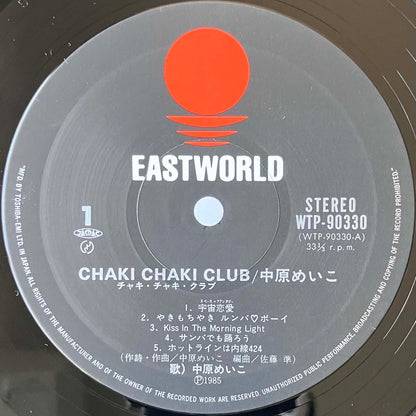 EASTWORLD
1
STEREO
WTP-90330
(WTP-90330-A)
33⅓ r.p.m.
CHAKI CHAKI CLUB/中原めいこ
チャキ・チャキ・クラブ
1. 宇宙恋愛
2. やきもちやき ルンバ♡ボーイ
3. Kiss In The Morning Light
4. サンバでも踊ろう
5. ホットラインは内線424
(作詩・作曲/中原めいこ 編曲/佐藤 準)
歌) 中原めいこ
Ⓟ1985
"MF'D. BY TOSHIBA-EMI LTD. IN JAPAN. ALL RIGHTS OF THE MANUFACTURER AND OF THE OWNER OF THE RECORDED WORK RESERVED. UNAUTHORIZED PUBLIC PERFORMANCE, BROADCASTING AND COPYING OF THE RECORD PROHIBITED."